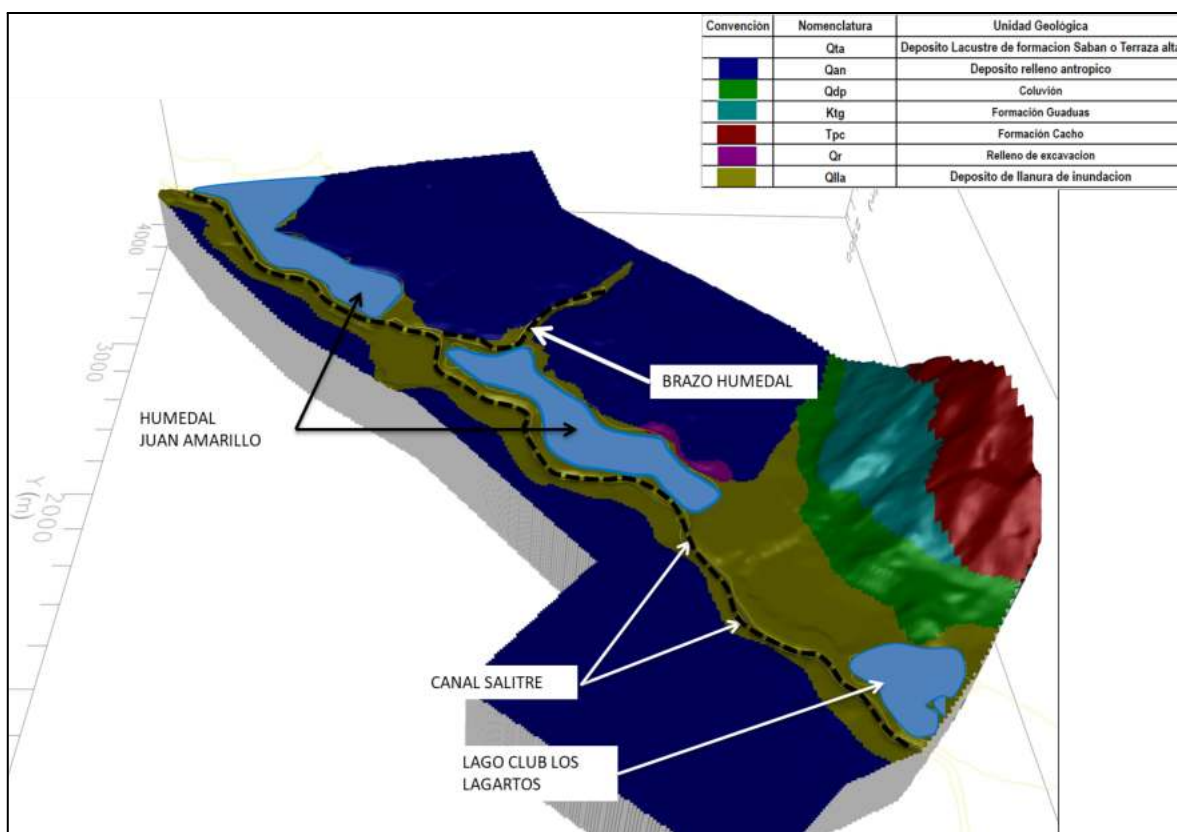 Convención Nomenclatura Unidad Geológica
Qta Deposito Lacustre de formacion Saban o Terraza alta
Qan Deposito relleno antropico
Qdp Coluvión
Ktg Formación Guaduas
Tpc Formación Cacho
Qr Relleno de excavacion
Qlla Deposito de llanura de inundacion
4000
3000
BRAZO HUMEDAL
HUMEDAL
JUAN AMARILLO
Y (m)
2000
CANAL SALITRE
LAGO CLUB LOS
LAGARTOS